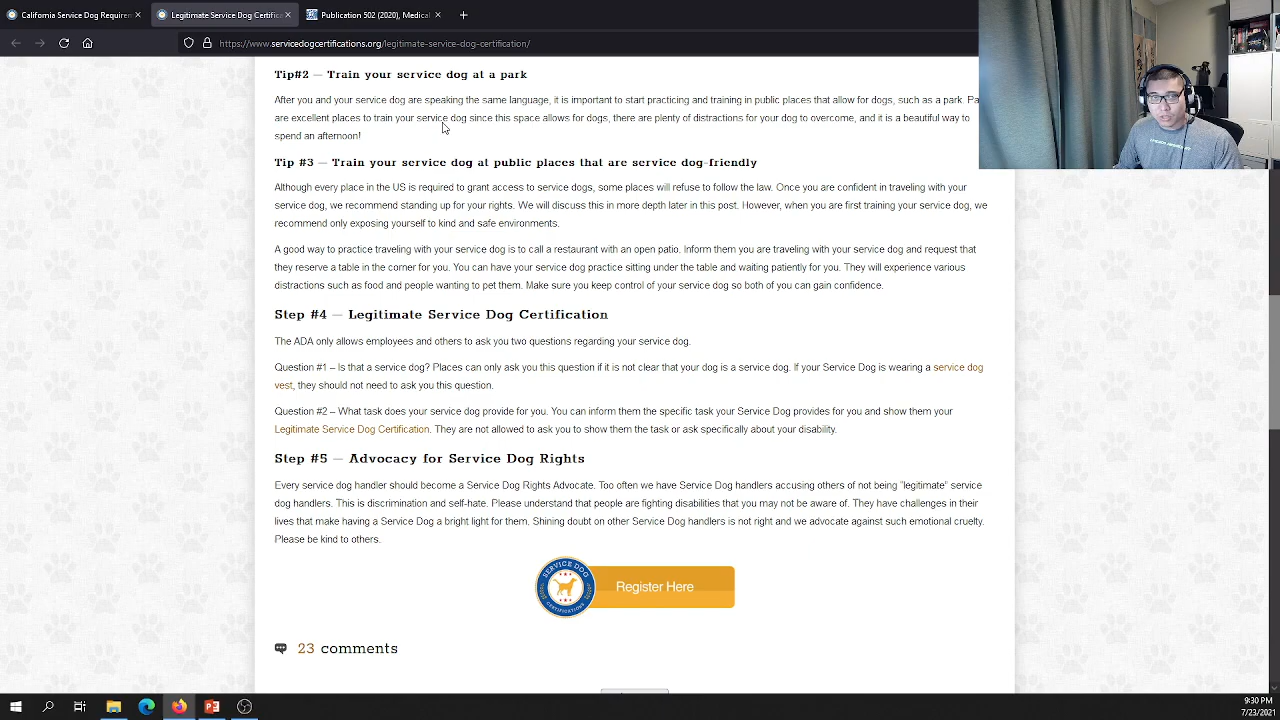 California Service Dog Requirem
Legitimate Service Dog Certifica
Publication 502 (2020), Medical
https://www.servicedogcertifications.org/legitimate-service-dog-certification/
Tip#2 — Train your service dog at a park
After you and your service dog are speaking the same language, it is important to start practicing and training in public places that allow for dogs, such as a park. Pa
are excellent places to train your service dog since this space allows for dogs, there are plenty of distractions for your dog to overcome, and it is a beautiful way to
spend an afternoon!
Tip #3 — Train your service dog at public places that are service dog-friendly
Although every place in the US is required to grant access to service dogs, some places will refuse to follow the law. Once you are confident in traveling with your
service dog, we recommend standing up for your rights. We will discuss this in more depth later in this post. However, when you are first training your service dog, we
recommend only exposing yourself to kind and safe environments.
A good way to practice traveling with your service dog is to call a restaurant with an open patio. Inform them you are traveling with your service dog and request that
they reserve a table in the corner for you. You can have your service dog practice sitting under the table and waiting patiently for you. They will experience various
distractions such as food and people wanting to pet them. Make sure you keep control of your service dog so both of you can gain confidence.
Step #4 — Legitimate Service Dog Certification
The ADA only allows employees and others to ask you two questions regarding your service dog.
Question #1 – Is that a service dog? Places can only ask you this question if it is not clear that your dog is a service dog. If your Service Dog is wearing a service dog
vest, they should not need to ask you this question.
Question #2 – What task does your service dog provide for you. You can inform them the specific task your Service Dog provides for you and show them your
Legitimate Service Dog Certification. They are not allowed to ask you to show them the task or ask specifically about your disability.
Step #5 — Advocacy for Service Dog Rights
Every service dog handler should become a Service Dog Rights Advocate. Too often we have Service Dog handlers accusing others of not being "legitimate" service
dog handlers. This is discrimination and self-hate. Please understand that people are fighting disabilities that you may not be aware of. They have challenges in their
lives that make having a Service Dog a bright light for them. Shining doubt on other Service Dog handlers is not right and we advocate against such emotional cruelty.
Please be kind to others.
SERVICE DOG
CERTIFICATIONS
Register Here
23 comments
9:30 PM
7/23/2021